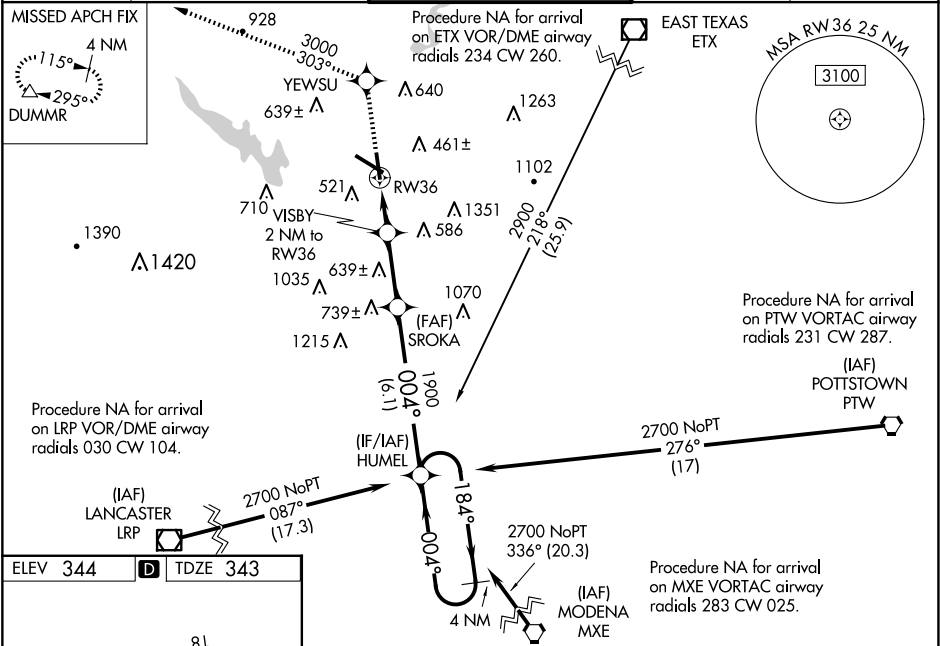 MISSED APCH FIX
4 NM
115°
295°
DUMMR
928
3000
303°
YEWSU
Procedure NA for arrival
on ETX VOR/DME airway
radials 234 CW 260.
EAST TEXAS
ETX
MSA RW36 25 NM
3100
639±
640
1263
461±
1102
RW36
521
710
VISBY
2 NM to
RW36
1351
586
2900
218°
(25.9)
1390
1420
1035
639±
739±
1070
(FAF)
SROKA
1215
Procedure NA for arrival
on PTW VORTAC airway
radials 231 CW 287.
(IAF)
POTTSTOWN
PTW
1900
004°
(6.1)
Procedure NA for arrival
on LRP VOR/DME airway
radials 030 CW 104.
(IF/IAF)
HUMEL
2700 NoPT
276°
(17)
(IAF)
LANCASTER
LRP
2700 NoPT
087°
(17.3)
184°
004°
2700 NoPT
336° (20.3)
4 NM
(IAF)
MODENA
MXE
Procedure NA for arrival
on MXE VORTAC airway
radials 283 CW 025.
ELEV 344
D
TDZE 343